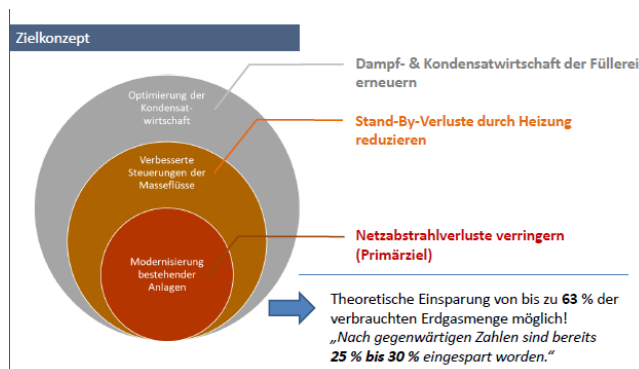 Zielkonzept
Optimierung der
Kondensat-
wirtschaft
Verbesserte
Steuerungen der
Masseflüsse
Modernisierung
bestehender
Anlagen
Dampf- & Kondensatwirtschaft der Füllerei
erneuern
Stand-By-Verluste durch Heizung
reduzieren
Netzabstrahlverluste verringern
(Primärziel)
Theoretische Einsparung von bis zu 63 % der
verbrauchten Erdgasmenge möglich!
„Nach gegenwärtigen Zahlen sind bereits
25 % bis 30 % eingespart worden.“